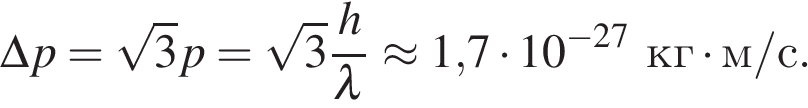 Δp = √3p = √3 h/λ ≈ 1,7 · 10⁻²⁷ кг · м/с.